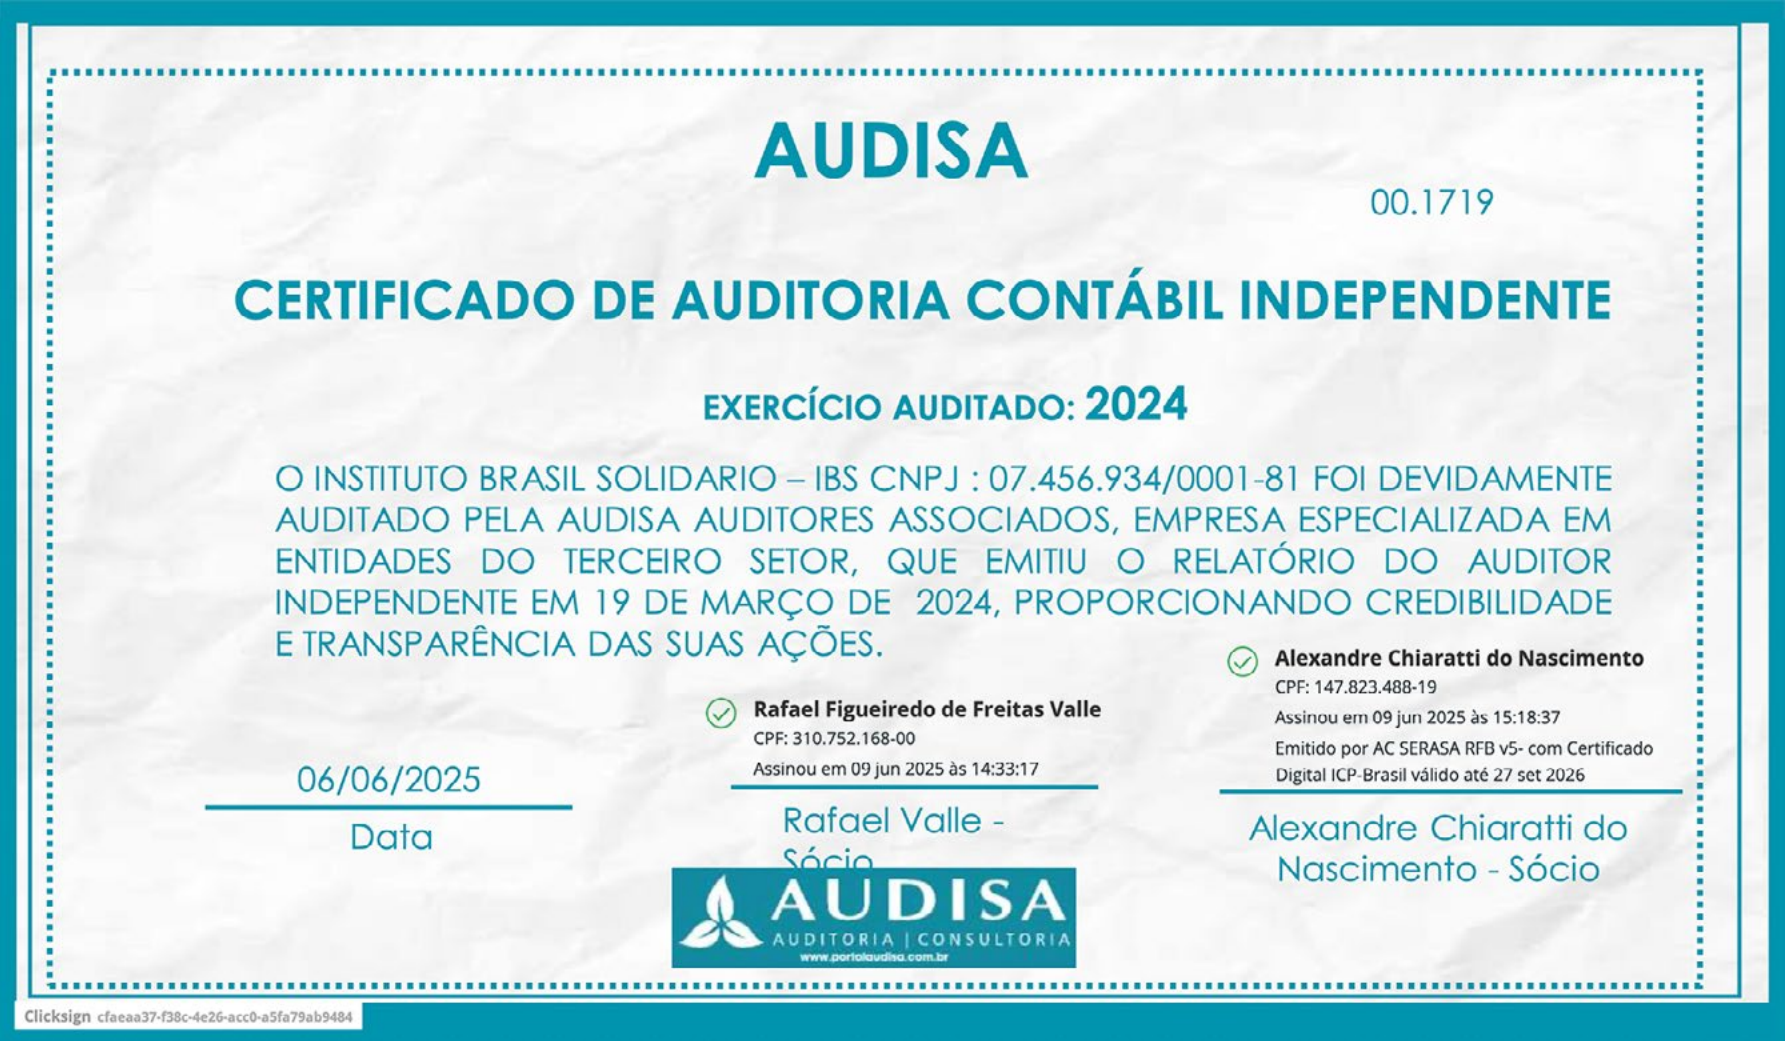 AUDISA
00.1719
CERTIFICADO DE AUDITORIA CONTÁBIL INDEPENDENTE
EXERCÍCIO AUDITADO: 2024
O INSTITUTO BRASIL SOLIDARIO – IBS CNPJ : 07.456.934/0001-81 FOI DEVIDAMENTE
AUDITADO PELA AUDISA AUDITORES ASSOCIADOS, EMPRESA ESPECIALIZADA EM
ENTIDADES DO TERCEIRO SETOR, QUE EMITIU O RELATÓRIO DO AUDITOR
INDEPENDENTE EM 19 DE MARÇO DE 2024, PROPORCIONANDO CREDIBILIDADE
E TRANSPARÊNCIA DAS SUAS AÇÕES.
06/06/2025
Data
Rafael Figueiredo de Freitas Valle
CPF: 310.752.168-00
Assinou em 09 jun 2025 às 14:33:17
Rafael Valle -
Sócio
Alexandre Chiaratti do Nascimento
CPF: 147.823.488-19
Assinou em 09 jun 2025 às 15:18:37
Emitido por AC SERASA RFB v5- com Certificado
Digital ICP-Brasil válido até 27 set 2026
Alexandre Chiaratti do
Nascimento - Sócio
AUDISA
AUDITORIA | CONSULTORIA
www.portalaudisa.com.br
Clicksign cfaeaa37-f38c-4e26-acc0-a5fa79ab9484